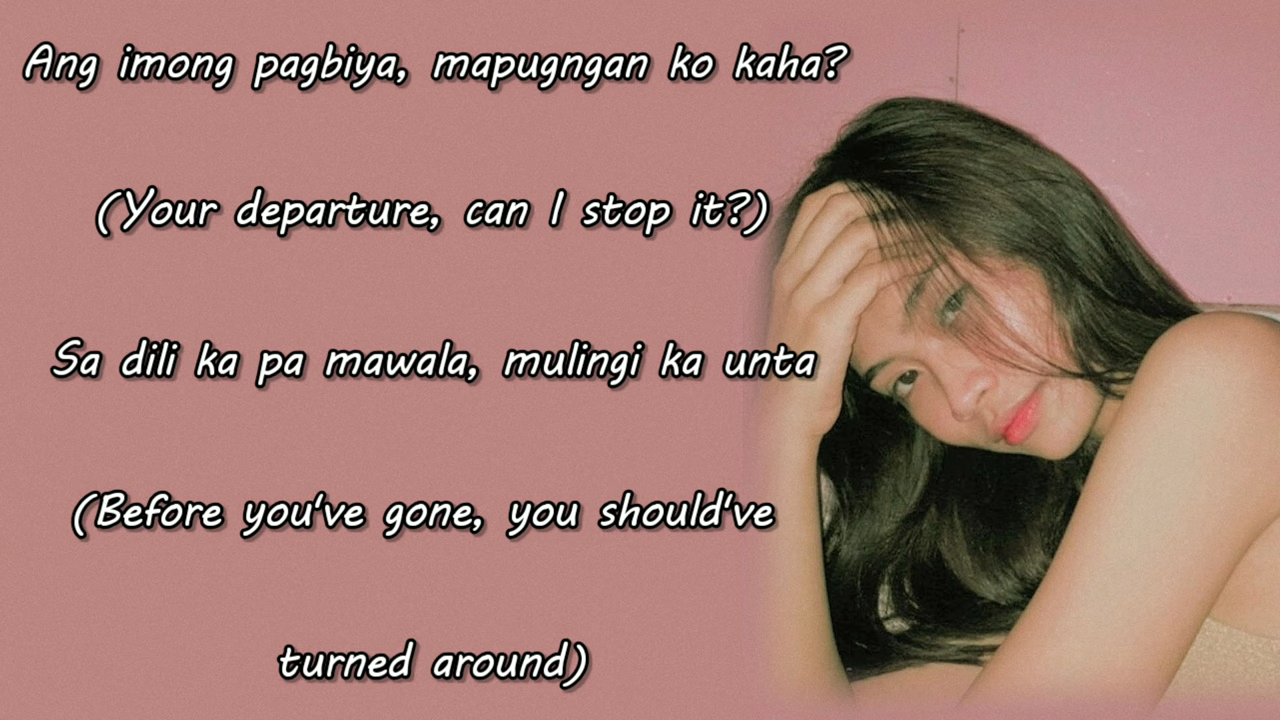 Ang imong pagbiya, mapugngan ko kaha?
(Your departure, can I stop it?)
Sa dili ka pa mawala, mulingi ka unta
(Before you've gone, you should've
turned around)